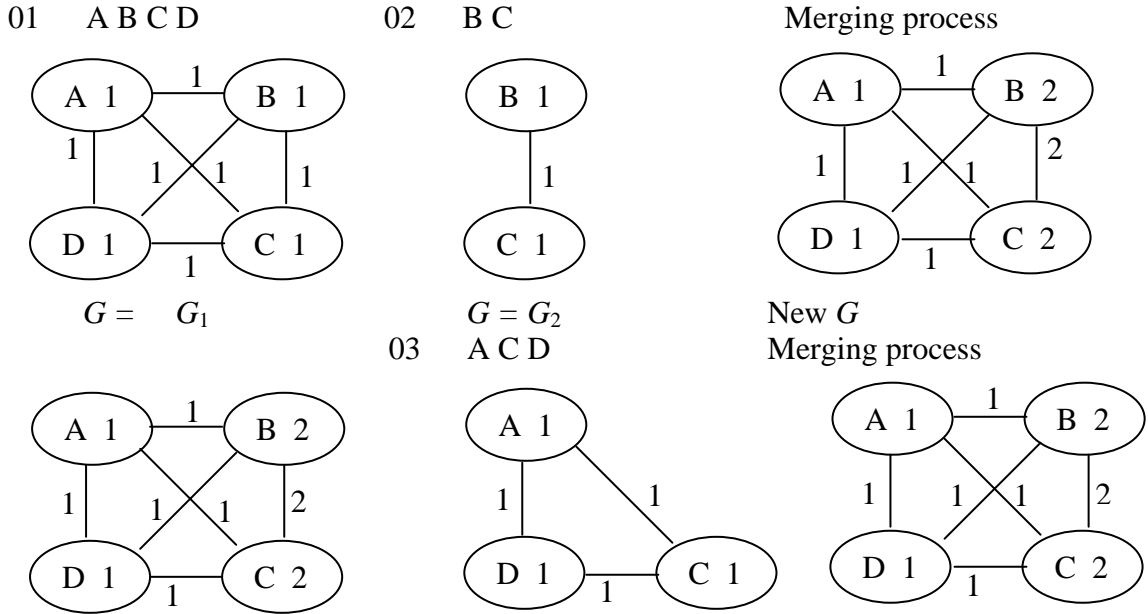 01 A B C D 02 B C Merging process
1 1
A 1 B 1 B 1 A 1 B 2
1 1 1 1 1 1 1 1 2
D 1 C 1 C 1 D 1 C 2
1 1
G = G1 G = G2 New G
03 A C D Merging process
1 1
A 1 B 2 A 1 A 1 B 2
1 1 1 2 1 1 1 1 1 2
D 1 C 2 D 1 C 1 D 1 C 2
1 1 1